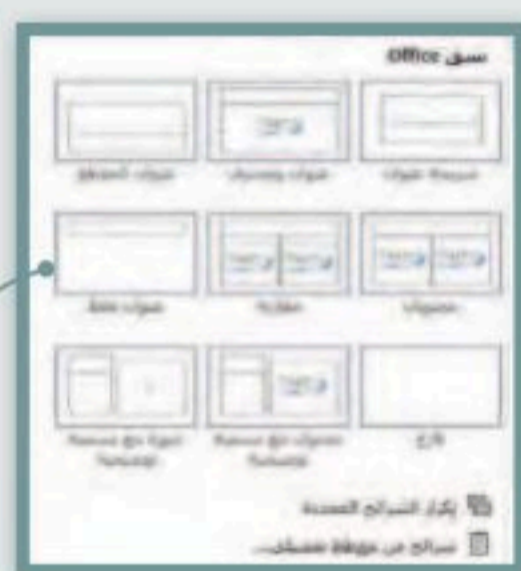 نسق Office
شريحة عنوان
عنوان ومحتوى
عنوان المقطع
محتويان
مقارنة
عنوان فقط
فارغ
محتوى مع تسمية توضيحية
صورة مع تسمية توضيحية
تكرار الشرائح المحددة
شرائح من مخطط تفصيلي...